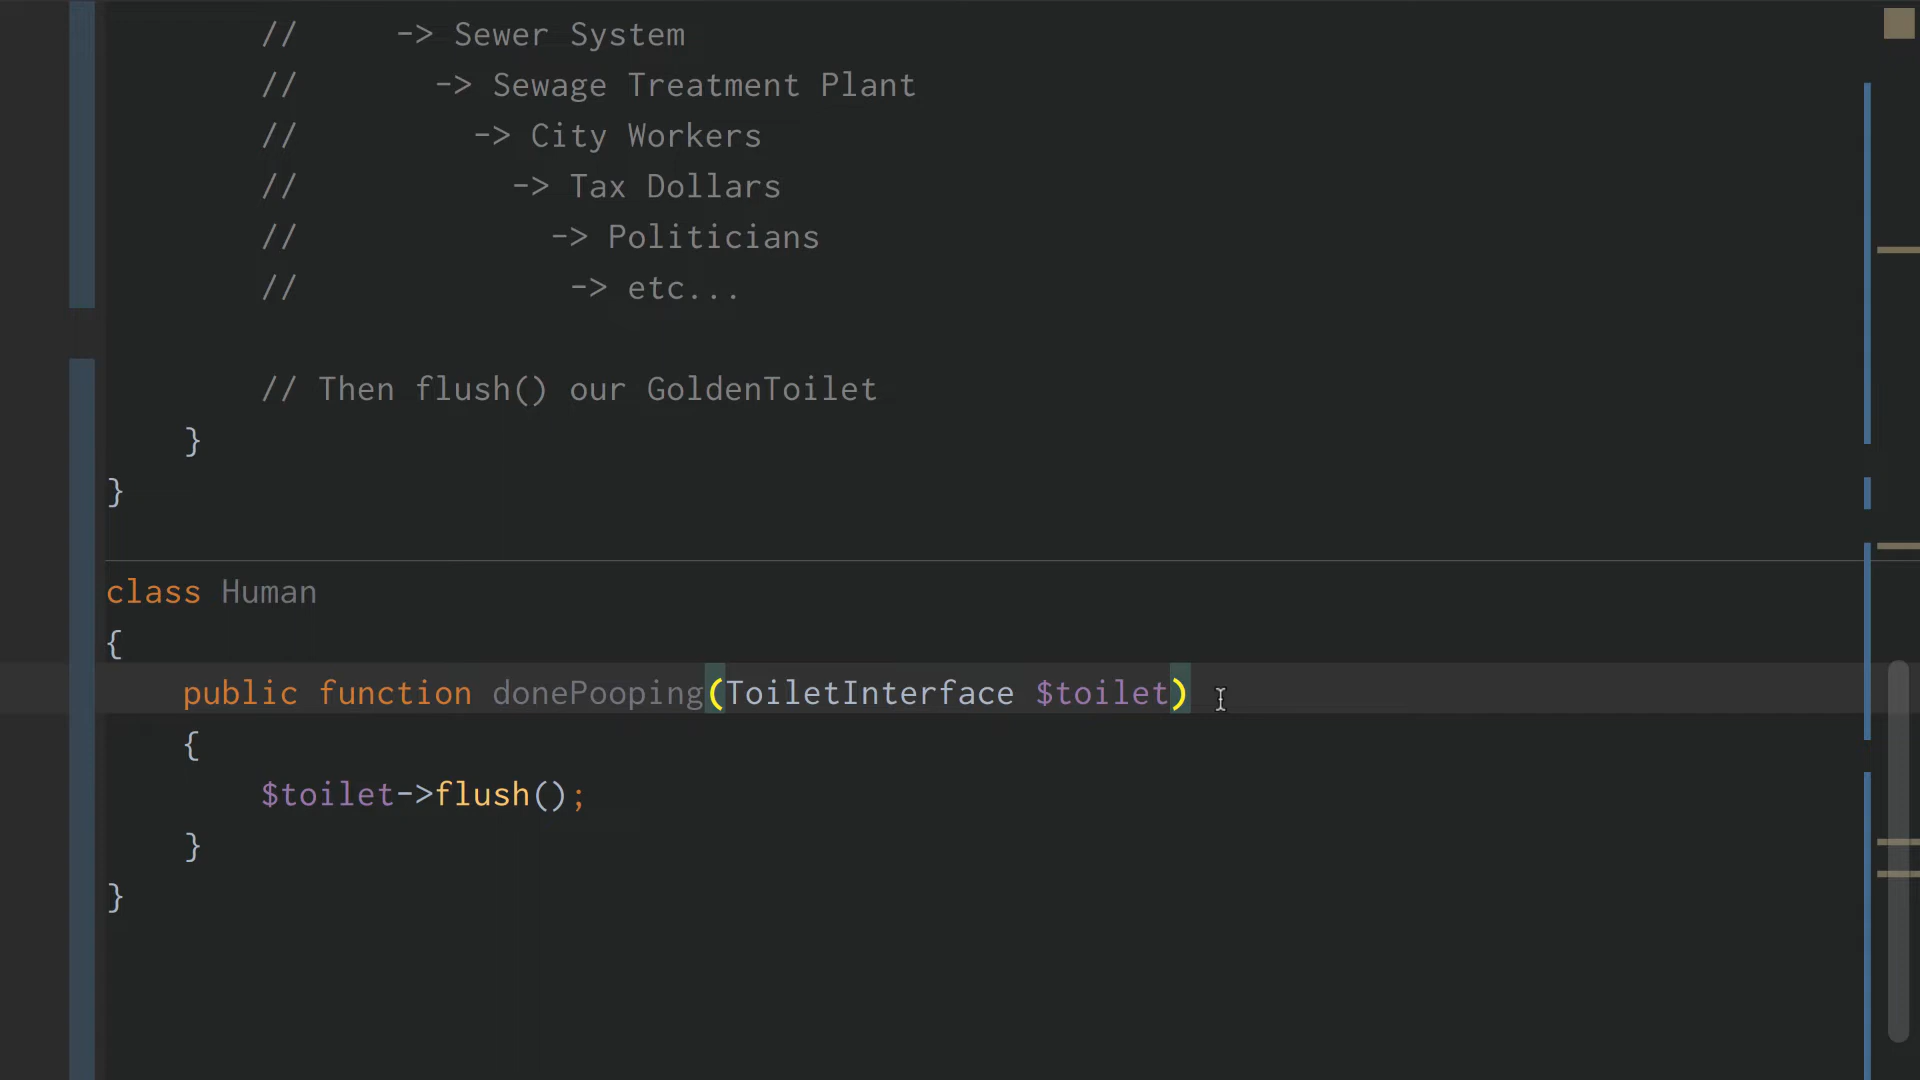 //     -> Sewer System
//       -> Sewage Treatment Plant
//         -> City Workers
//           -> Tax Dollars
//             -> Politicians
//              -> etc...
// Then flush() our GoldenToilet
}
}
class Human
{
public function donePooping(ToiletInterface $toilet)
{
$toilet->flush();
}
}